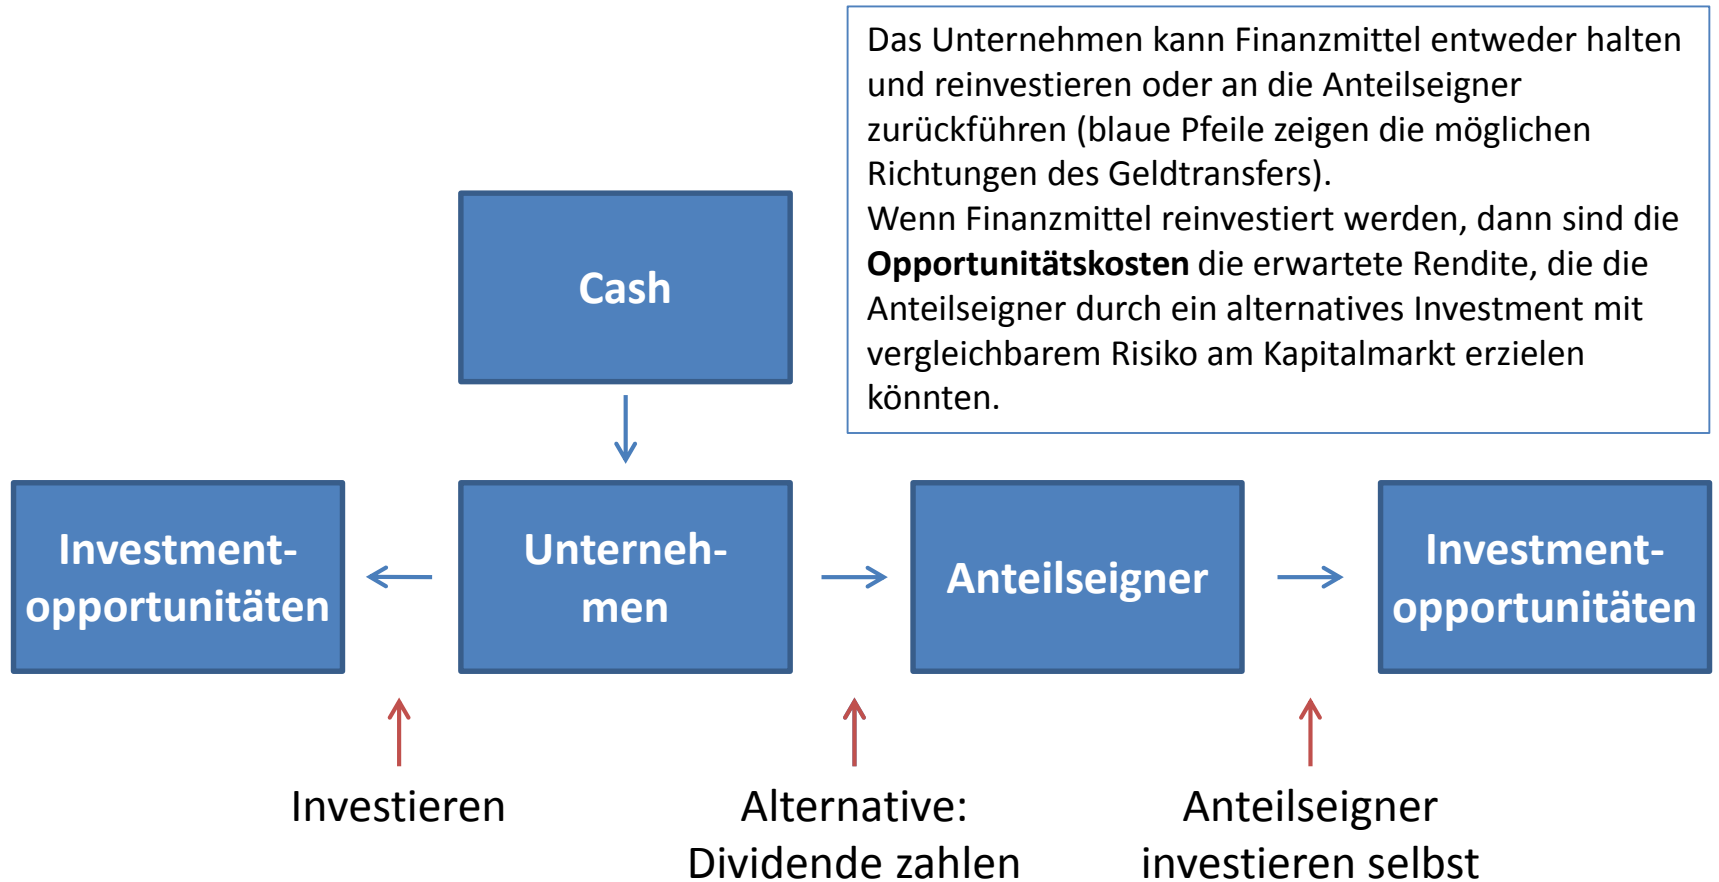 Das Unternehmen kann Finanzmittel entweder halten
und reinvestieren oder an die Anteilseigner
zurückführen (blaue Pfeile zeigen die möglichen
Richtungen des Geldtransfers).
Wenn Finanzmittel reinvestiert werden, dann sind die
Opportunitätskosten die erwartete Rendite, die die
Anteilseigner durch ein alternatives Investment mit
vergleichbarem Risiko am Kapitalmarkt erzielen
könnten.
Cash
Investment-
opportunitäten
Unterneh-
men
Anteilseigner
Investment-
opportunitäten
Investieren
Alternative:
Dividende zahlen
Anteilseigner
investieren selbst